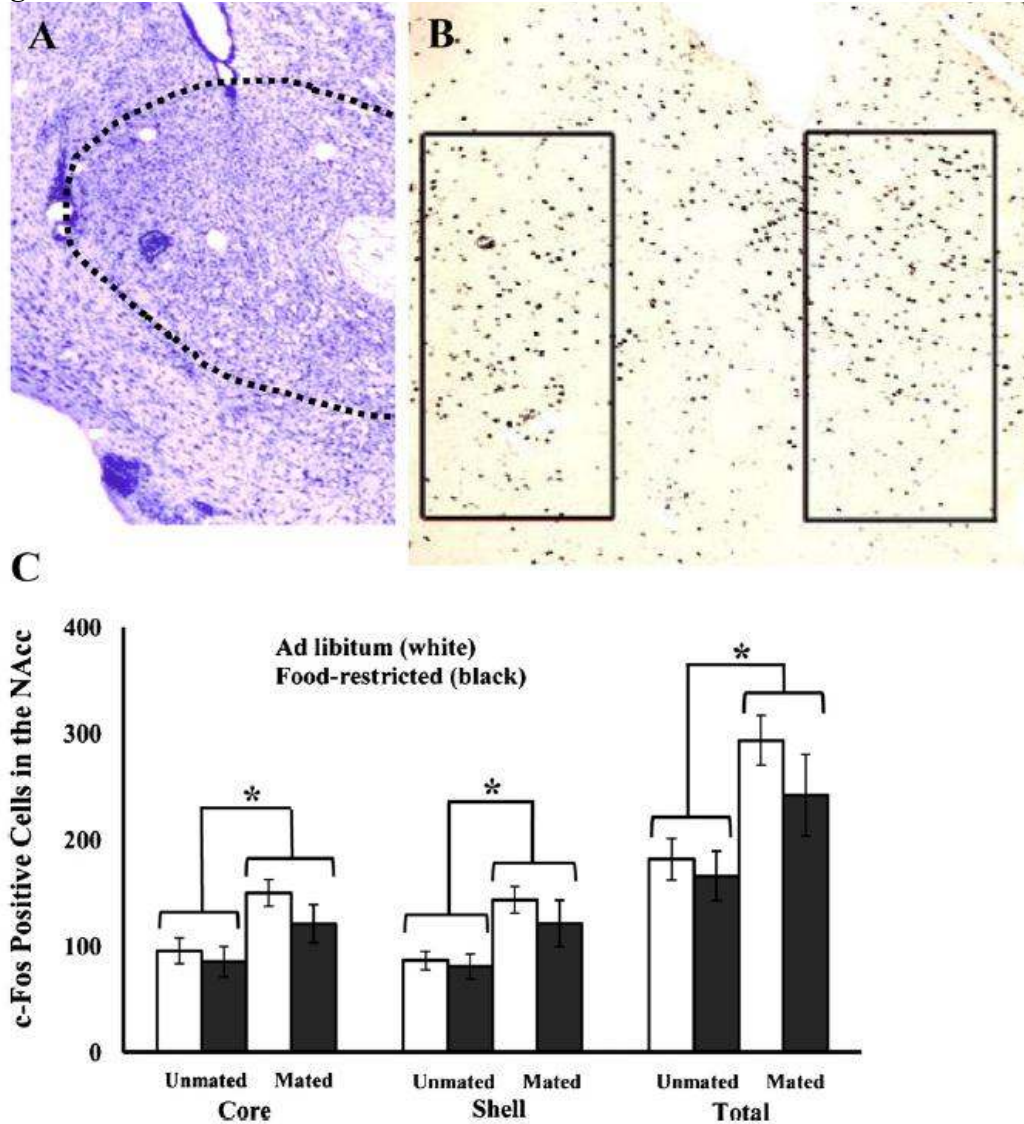 A
B
C
c-Fos Positive Cells in the NAcc
400
300
200
100
0
Ad libitum (white)
Food-restricted (black)
*
*
*
Unmated Mated Unmated Mated Unmated Mated
Core Shell Total